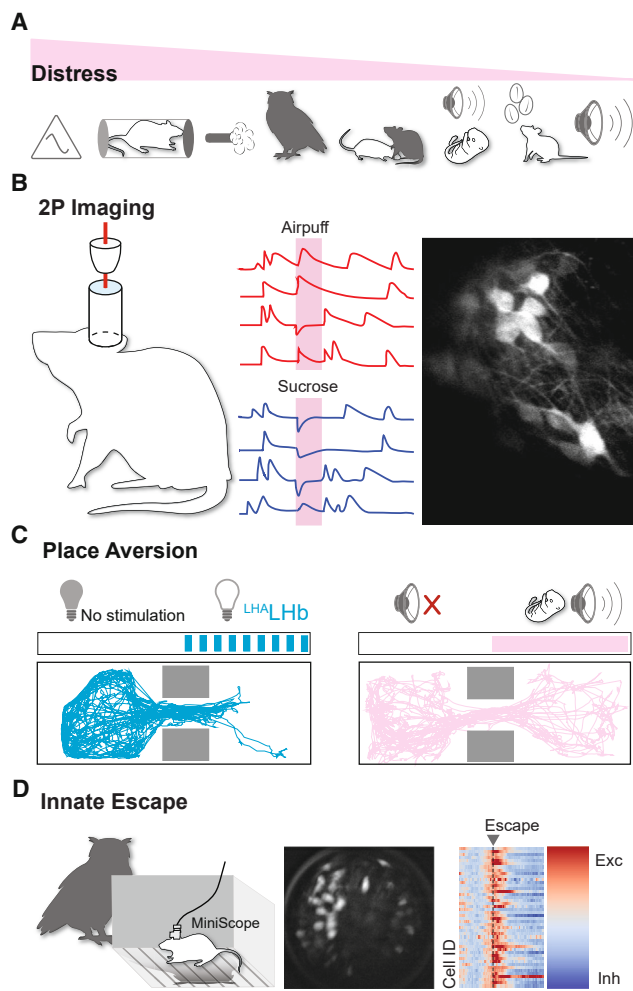 A
Distress
B
2P Imaging
Airpuff
Sucrose
C
Place Aversion
No stimulation
LHALHb
D
Innate Escape
MiniScope
Escape
Exc
Cell ID
Inh